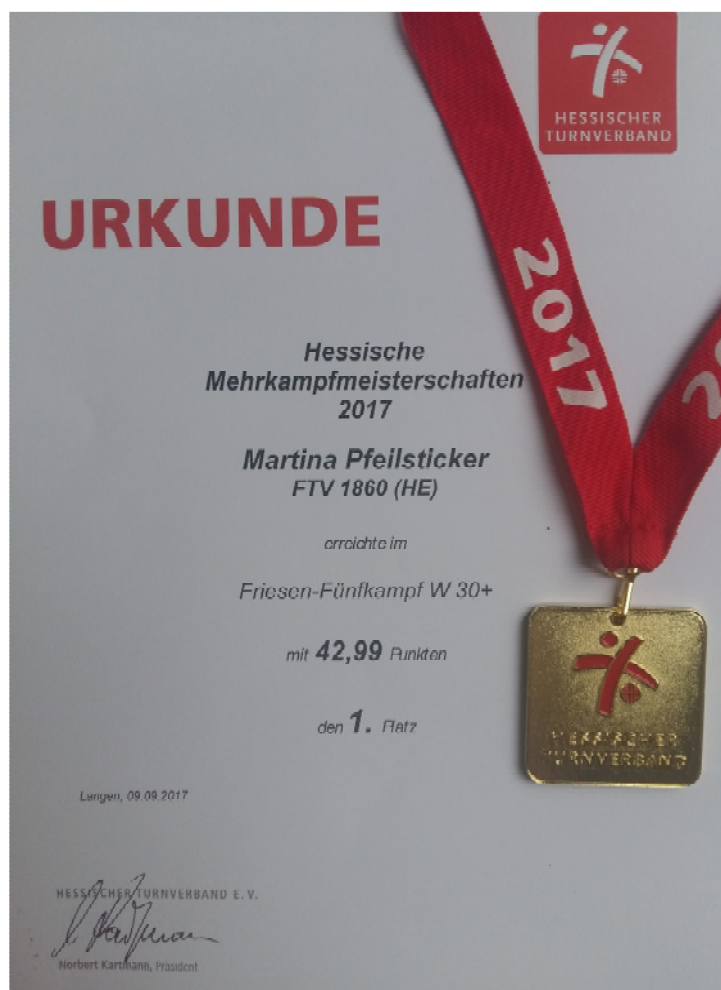 HESSISCHER
TURNVERBAND
URKUNDE
2017
Hessische
Mehrkampfmeisterschaften
2017
Martina Pfeilsticker
FTV 1860 (HE)
erreichte im
Friesen-Fünfkampf W 30+
mit 42,99 Punkten
den 1. Platz
HESSISCHER
TURNVERBAND
Langen, 09.09.2017
HESSISCHER TURNVERBAND E. V.
Norbert Kartmann, Präsident